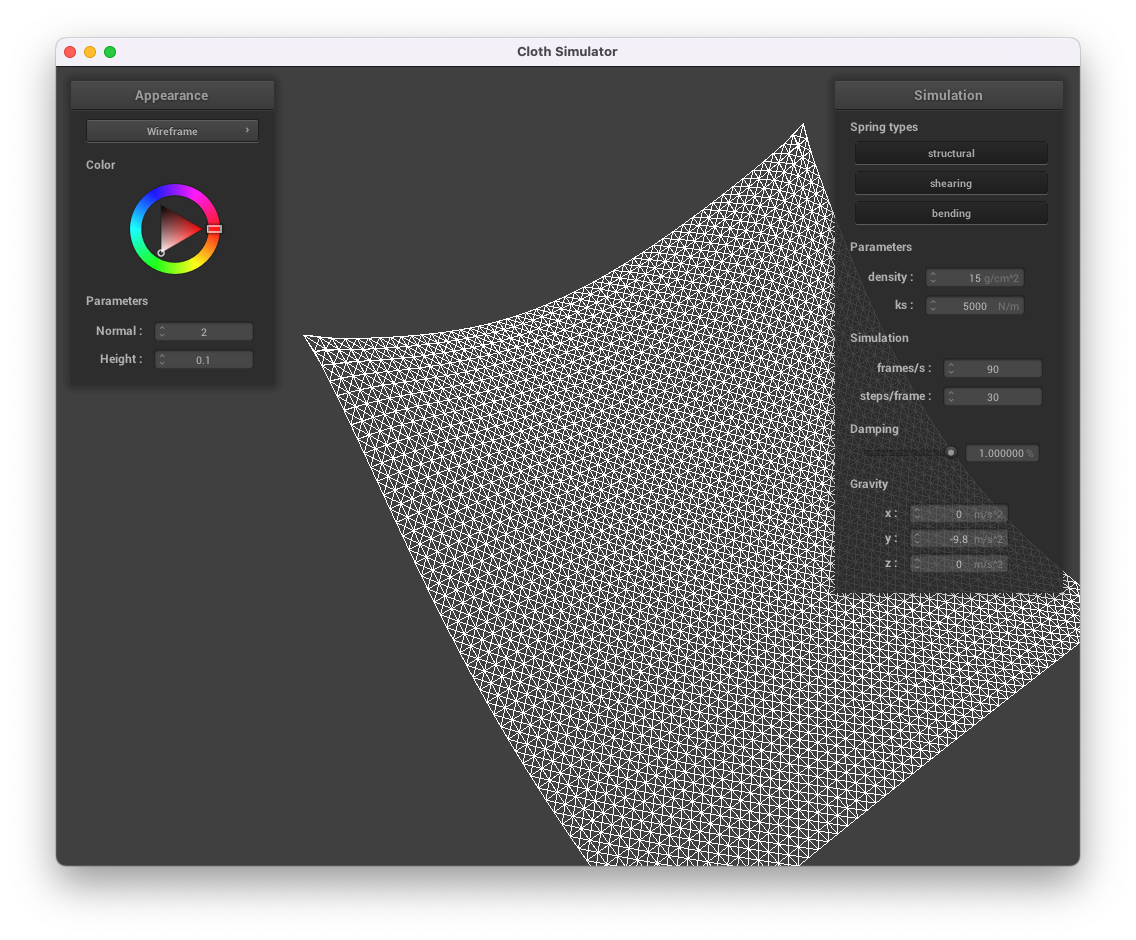 Cloth Simulator
Appearance
Wireframe ›
Color
Parameters
Normal : 2
Height : 0.1
Simulation
Spring types
structural
shearing
bending
Parameters
density : 15 g/cm^2
ks : 5000 N/m
Simulation
frames/s : 90
steps/frame : 30
Damping
1.000000 %
Gravity
x : 0 m/s^2
y : -9.8 m/s^2
z : 0 m/s^2